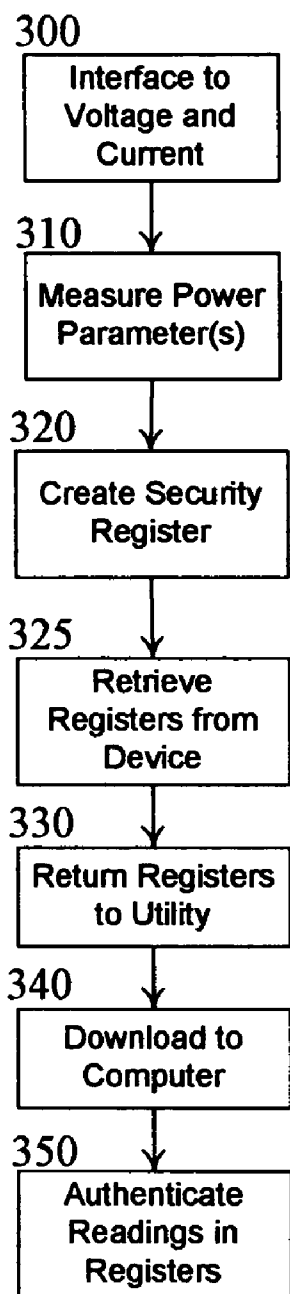 300
Interface to
Voltage and
Current
310
Measure Power
Parameter(s)
320
Create Security
Register
325
Retrieve
Registers from
Device
330
Return Registers
to Utility
340
Download to
Computer
350
Authenticate
Readings in
Registers